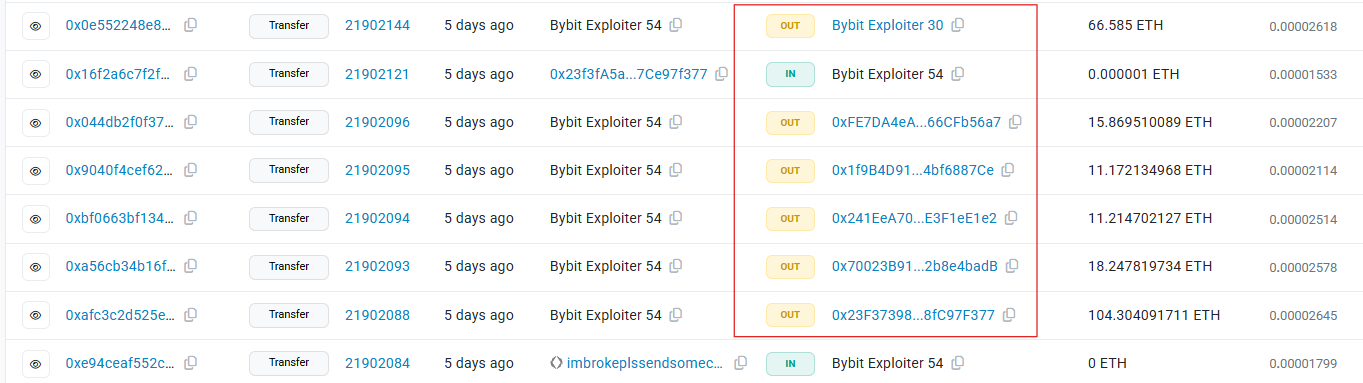 0x0e552248e8... Transfer 21902144 5 days ago Bybit Exploiter 54 OUT Bybit Exploiter 30 66.585 ETH 0.00002618
0x16f2a6c7f2f... Transfer 21902121 5 days ago 0x23f3fA5a...7Ce97f377 IN Bybit Exploiter 54 0.000001 ETH 0.00001533
0x044db2f0f37... Transfer 21902096 5 days ago Bybit Exploiter 54 OUT 0xFE7DA4eA...66CFb56a7 15.869510089 ETH 0.00002207
0x9040f4cef62... Transfer 21902095 5 days ago Bybit Exploiter 54 OUT 0x1f9B4D91...4bf6887Ce 11.172134968 ETH 0.00002114
0xbf0663bf134... Transfer 21902094 5 days ago Bybit Exploiter 54 OUT 0x241EeA70...E3F1eE1e2 11.214702127 ETH 0.00002514
0xa56cb34b16f... Transfer 21902093 5 days ago Bybit Exploiter 54 OUT 0x70023B91...2b8e4badB 18.247819734 ETH 0.00002578
0xafc3c2d525e... Transfer 21902088 5 days ago Bybit Exploiter 54 OUT 0x23F37398...8fC97F377 104.304091711 ETH 0.00002645
0xe94ceaf552c... Transfer 21902084 5 days ago imbrokeplssendsomec... IN Bybit Exploiter 54 0 ETH 0.00001799